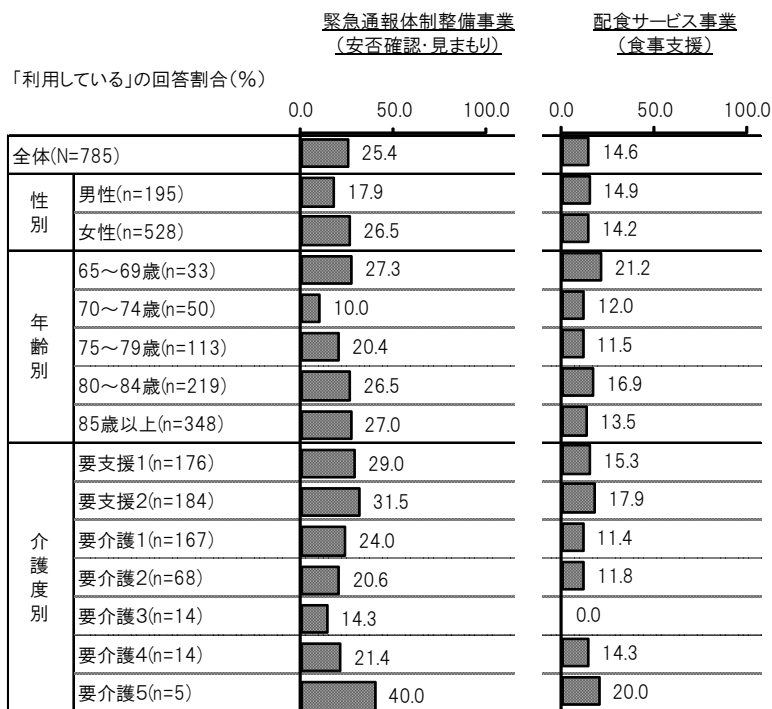 緊急通報体制整備事業 配食サービス事業
(安否確認・見まもり) (食事支援)
「利用している」の回答割合(%)
0.0 50.0 100.0 0.0 50.0 100.0
全体(N=785) 25.4 14.6
性別
男性(n=195) 17.9 14.9
女性(n=528) 26.5 14.2
年齢別
65～69歳(n=33) 27.3 21.2
70～74歳(n=50) 10.0 12.0
75～79歳(n=113) 20.4 11.5
80～84歳(n=219) 26.5 16.9
85歳以上(n=348) 27.0 13.5
介護度別
要支援1(n=176) 29.0 15.3
要支援2(n=184) 31.5 17.9
要介護1(n=167) 24.0 11.4
要介護2(n=68) 20.6 11.8
要介護3(n=14) 14.3 0.0
要介護4(n=14) 21.4 14.3
要介護5(n=5) 40.0 20.0